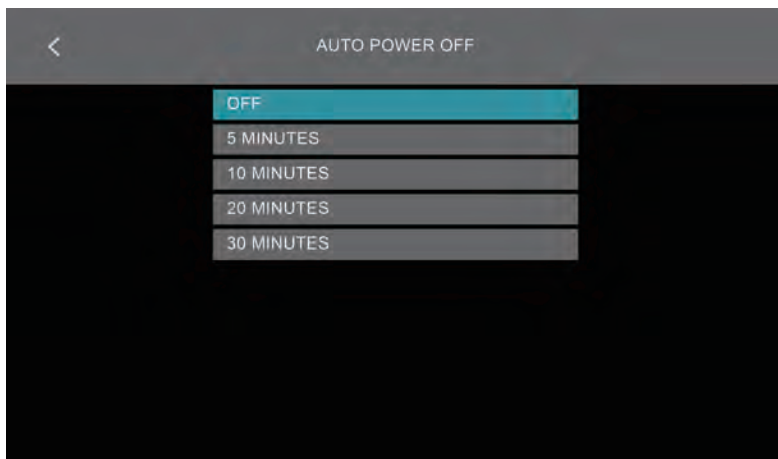 AUTO POWER OFF
OFF
5 MINUTES
10 MINUTES
20 MINUTES
30 MINUTES